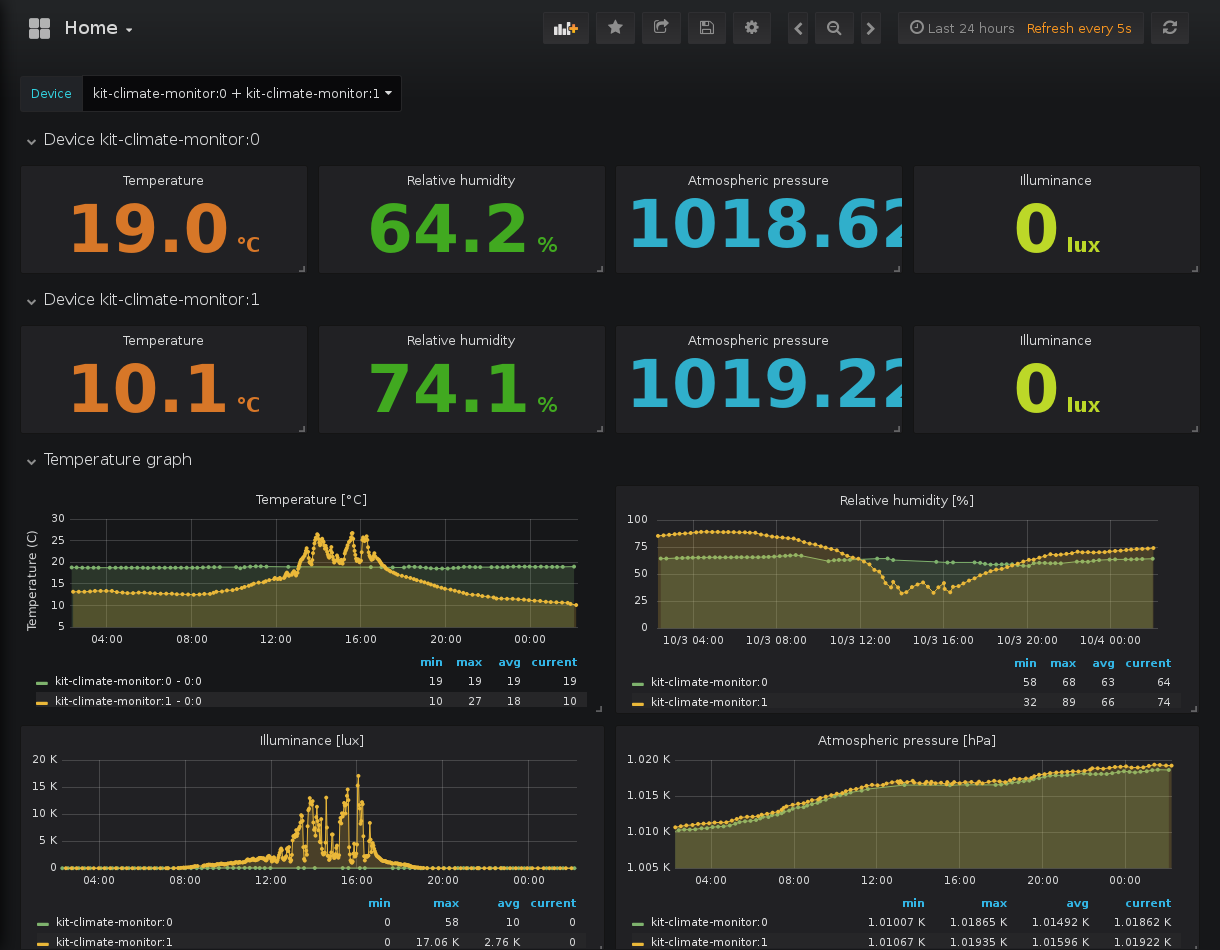 Home
Last 24 hours Refresh every 5s
Device kit-climate-monitor:0 + kit-climate-monitor:1
Device kit-climate-monitor:0
Temperature Relative humidity Atmospheric pressure Illuminance
19.0 °C 64.2 % 1018.62 0 lux
Device kit-climate-monitor:1
Temperature Relative humidity Atmospheric pressure Illuminance
10.1 °C 74.1 % 1019.22 0 lux
Temperature graph
Temperature [°C]
Temperature (C)
30
25
20
15
10
5
04:00 08:00 12:00 16:00 20:00 00:00
min max avg current
kit-climate-monitor:0 - 0:0 19 19 19 19
kit-climate-monitor:1 - 0:0 10 27 18 10
Relative humidity [%]
100
75
50
25
0
10/3 04:00 10/3 08:00 10/3 12:00 10/3 16:00 10/3 20:00 10/4 00:00
min max avg current
kit-climate-monitor:0 58 68 63 64
kit-climate-monitor:1 32 89 66 74
Illuminance [lux]
20 K
15 K
10 K
5 K
0
04:00 08:00 12:00 16:00 20:00 00:00
min max avg current
kit-climate-monitor:0 0 58 10 0
kit-climate-monitor:1 0 17.06 K 2.76 K 0
Atmospheric pressure [hPa]
1.020 K
1.015 K
1.010 K
1.005 K
04:00 08:00 12:00 16:00 20:00 00:00
min max avg current
kit-climate-monitor:0 1.01007 K 1.01865 K 1.01492 K 1.01862 K
kit-climate-monitor:1 1.01067 K 1.01935 K 1.01596 K 1.01922 K